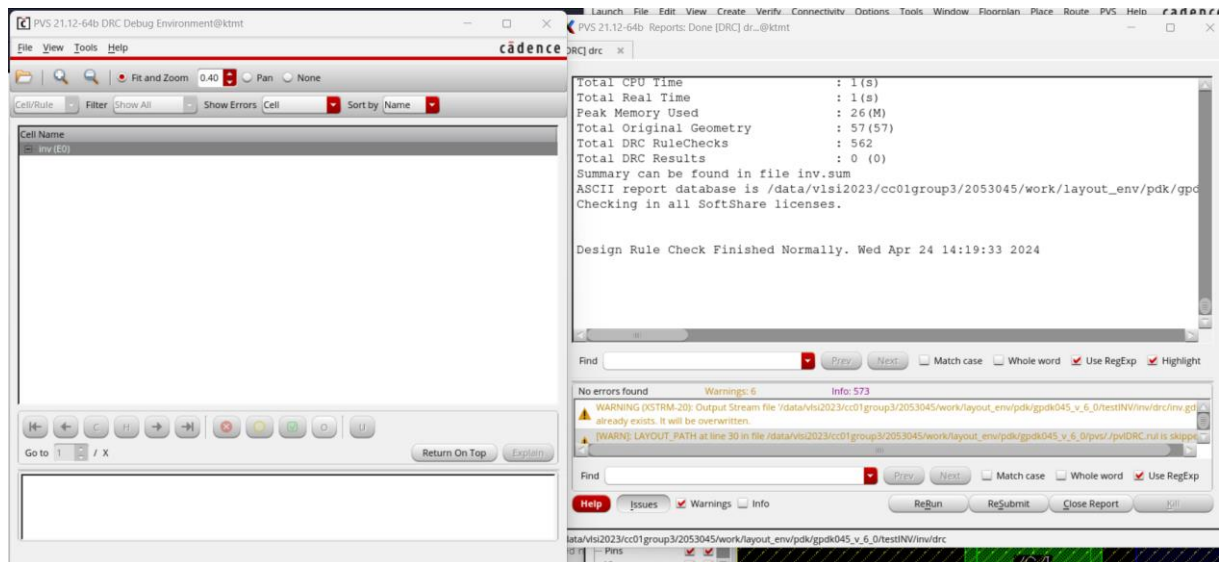 Launch File Edit View Create Verify Connectivity Options Tools Window Floorplan Place Route PVS Help cādence
PVS 21.12-64b DRC Debug Environment@ktmt
File View Tools Help
cādence
Fit and Zoom 0.40 Pan None
Cell/Rule Filter Show All Show Errors Cell Sort by Name
Cell Name
inv (E0)
C H O U
Go to 1 / X Return On Top Explain
PVS 21.12-64b Reports: Done [DRC] dr...@ktmt
DRC] drc
Total CPU Time : 1(s)
Total Real Time : 1(s)
Peak Memory Used : 26(M)
Total Original Geometry : 57(57)
Total DRC RuleChecks : 562
Total DRC Results : 0 (0)
Summary can be found in file inv.sum
ASCII report database is /data/vlsi2023/cc01group3/2053045/work/layout_env/pdk/gpd
Checking in all SoftShare licenses.
Design Rule Check Finished Normally. Wed Apr 24 14:19:33 2024
Find Prev Next Match case Whole word Use RegExp Highlight
No errors found Warnings: 6 Info: 573
WARNING (XSTRM-20): Output Stream file '/data/vlsi2023/cc01group3/2053045/work/layout_env/pdk/gpdk045_v_6_0/testINV/inv/drc/inv.gd
already exists. It will be overwritten.
[WARN]: LAYOUT_PATH at line 30 in file /data/vlsi2023/cc01group3/2053045/work/layout_env/pdk/gpdk045_v_6_0/pvs/./pvlDRC.rul is skippe
Find Prev Next Match case Whole word Use RegExp
Help Issues Warnings Info ReRun ReSubmit Close Report Kill
lata/vlsi2023/cc01group3/2053045/work/layout_env/pdk/gpdk045_v_6_0/testINV/inv/drc
Pins